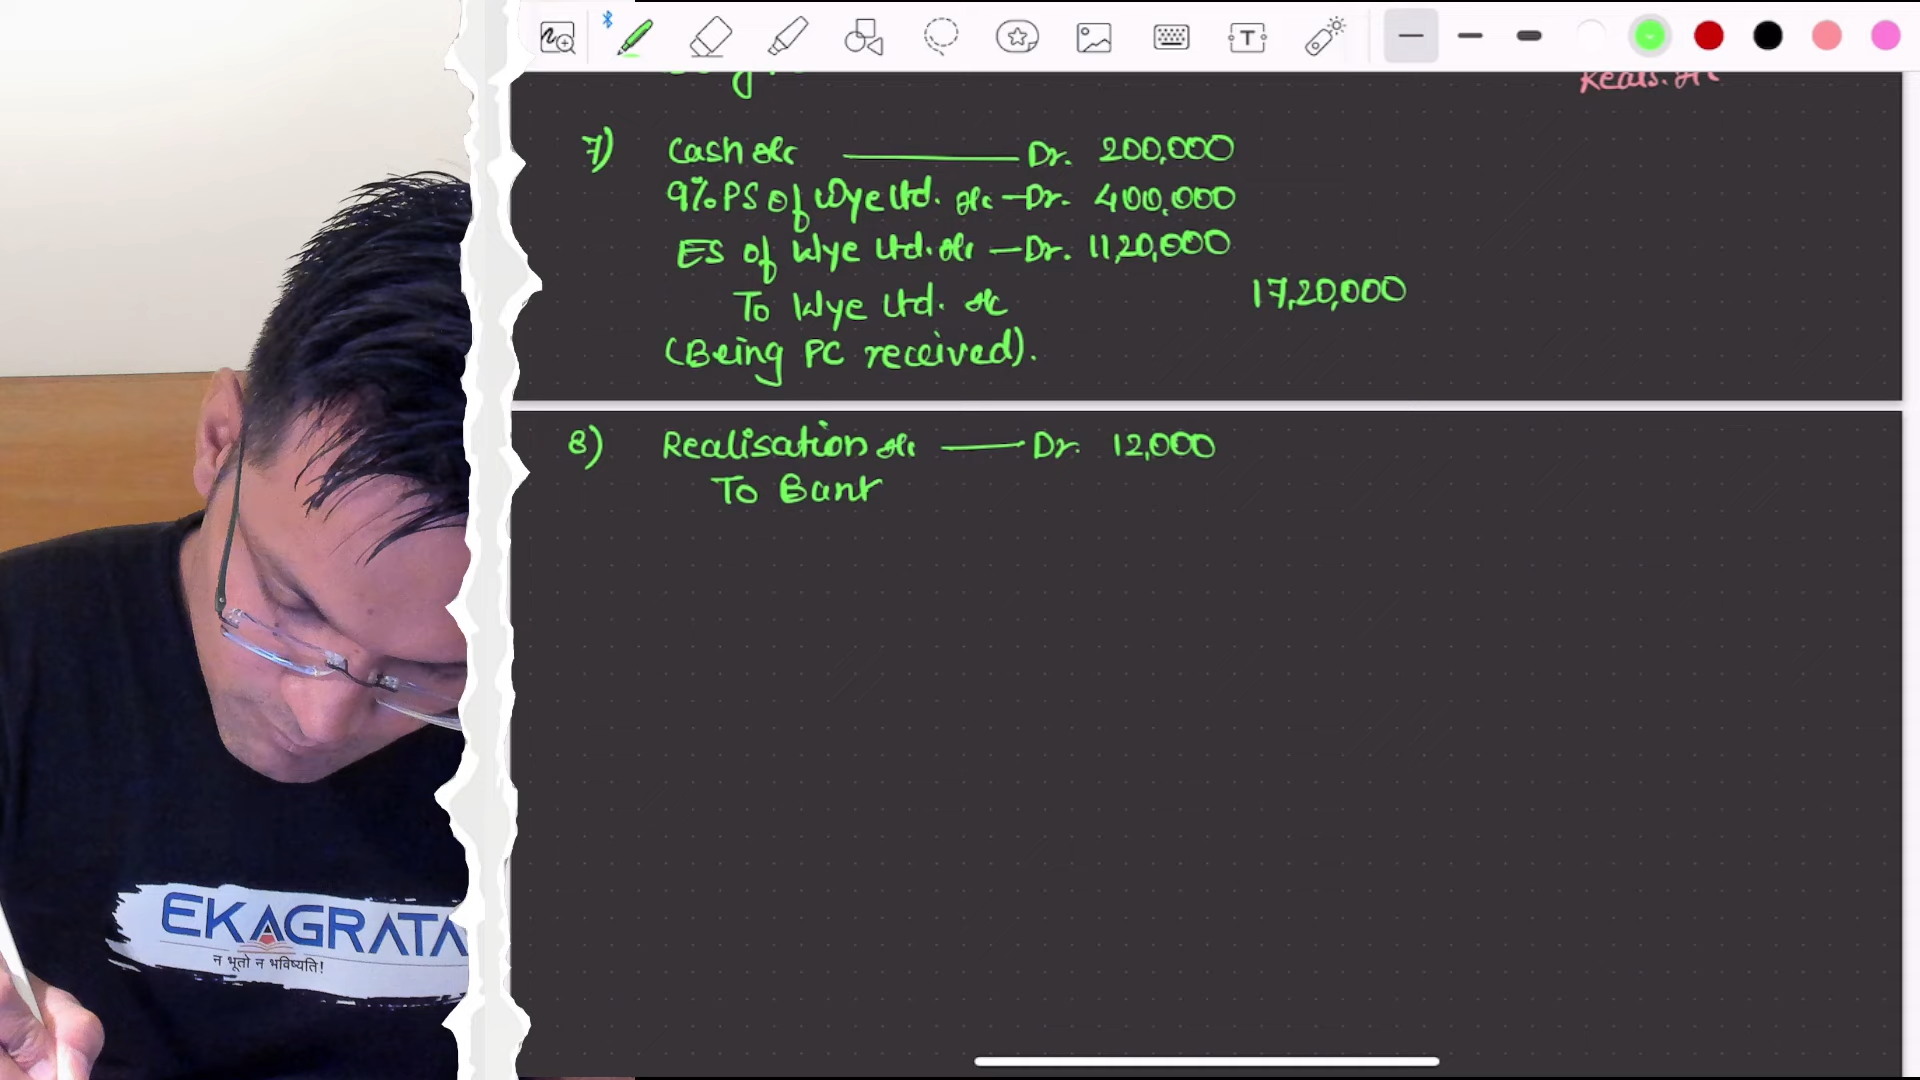 7) Cash a/c — Dr. 200,000
9% PS of Wye Ltd. a/c — Dr. 400,000
ES of Wye Ltd. a/c — Dr. 11,20,000
To Wye Ltd. a/c 17,20,000
(Being PC received).
8) Realisation a/c — Dr. 12,000
To Bank
EKAGRATA
न भूतो न भविष्यति!
T